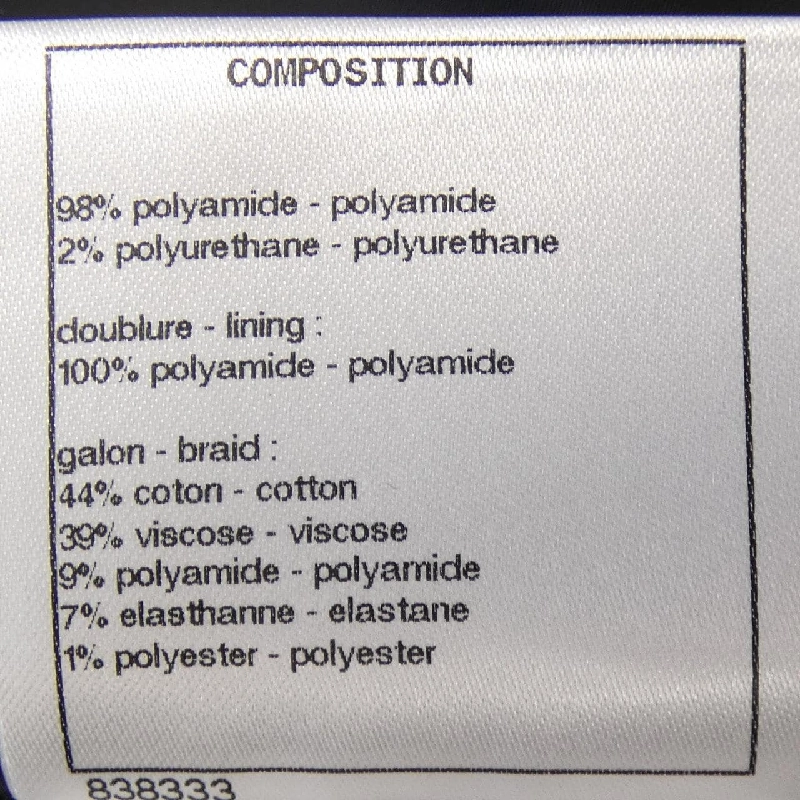 COMPOSITION
98% polyamide - polyamide
2% polyurethane - polyurethane
doublure - lining :
100% polyamide - polyamide
galon - braid :
44% coton - cotton
39% viscose - viscose
9% polyamide - polyamide
7% elasthanne - elastane
1% polyester - polyester
838333